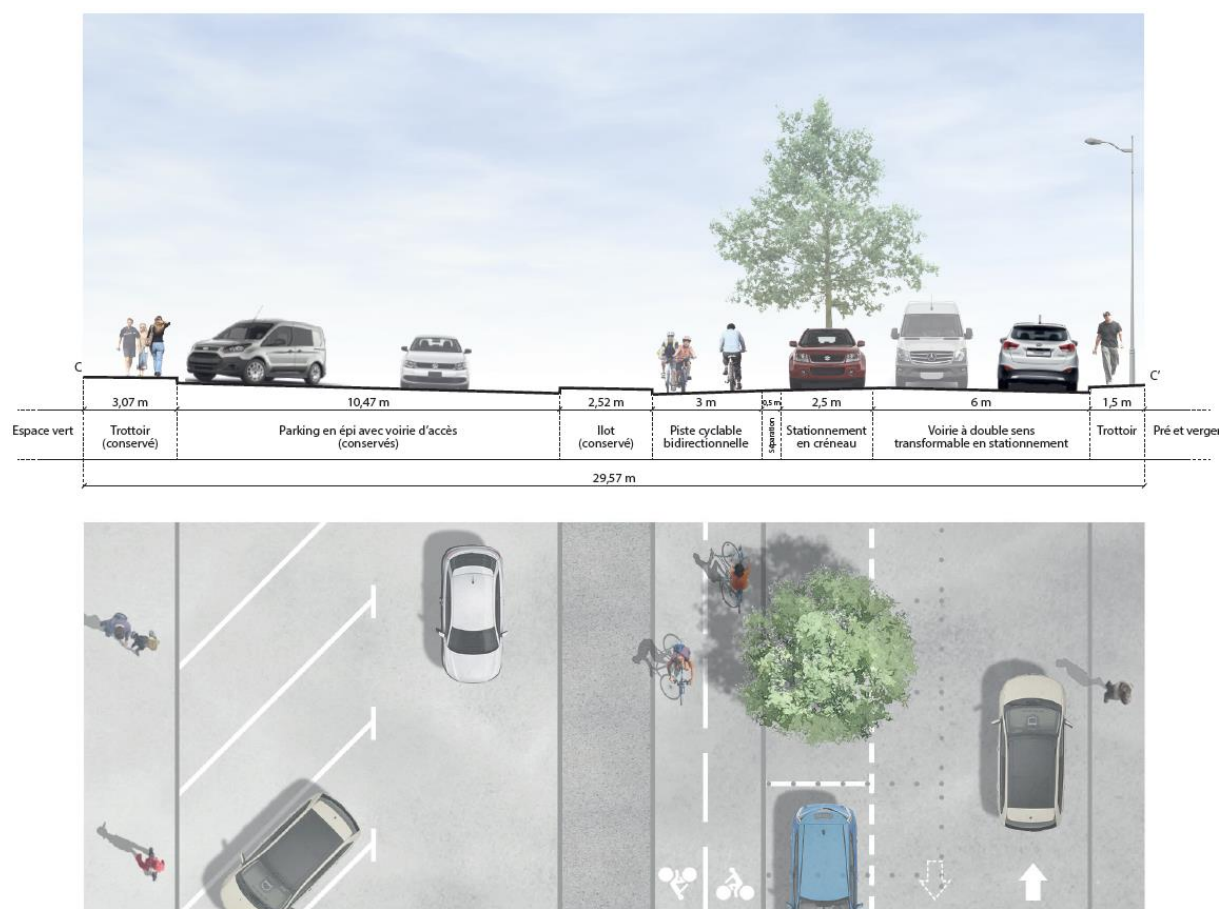 C
C'
3,07 m
10,47 m
2,52 m
3 m
0,5 m
2,5 m
6 m
1,5 m
Espace vert
Trottoir
(conservé)
Parking en épi avec voirie d'accès
(conservés)
Ilot
(conservé)
Piste cyclable
bidirectionnelle
Séparation
Stationnement
en créneau
Voirie à double sens
transformable en stationnement
Trottoir
Pré et verger
29,57 m